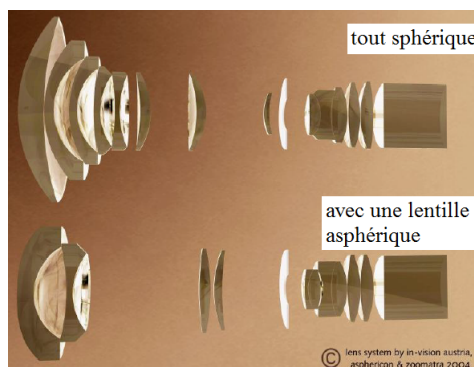 tout sphérique
avec une lentille
asphérique
© lens system by in-vision austria,
asphericon & zoomatra 2004